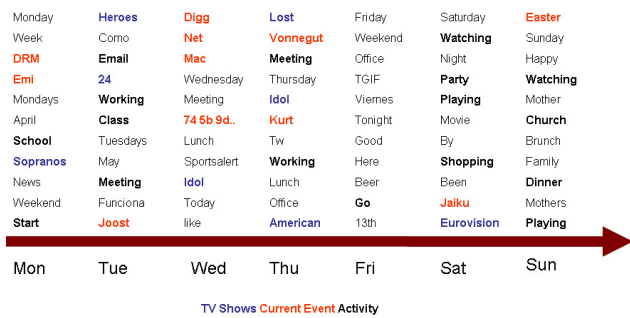 Monday Heroes Digg Lost Friday Saturday Easter
Week Como Net Vonnegut Weekend Watching Sunday
DRM Email Mac Meeting Office Night Happy
Emi 24 Wednesday Thursday TGIF Party Watching
Mondays Working Meeting Idol Viernes Playing Mother
April Class 74 5b 9d.. Kurt Tonight Movie Church
School Tuesdays Lunch Tw Good By Brunch
Sopranos May Sportsalert Working Here Shopping Family
News Meeting Idol Lunch Beer Been Dinner
Weekend Funciona Today Office Go Jaiku Mothers
Start Joost like American 13th Eurovision Playing
Mon Tue Wed Thu Fri Sat Sun
TV Shows Current Event Activity